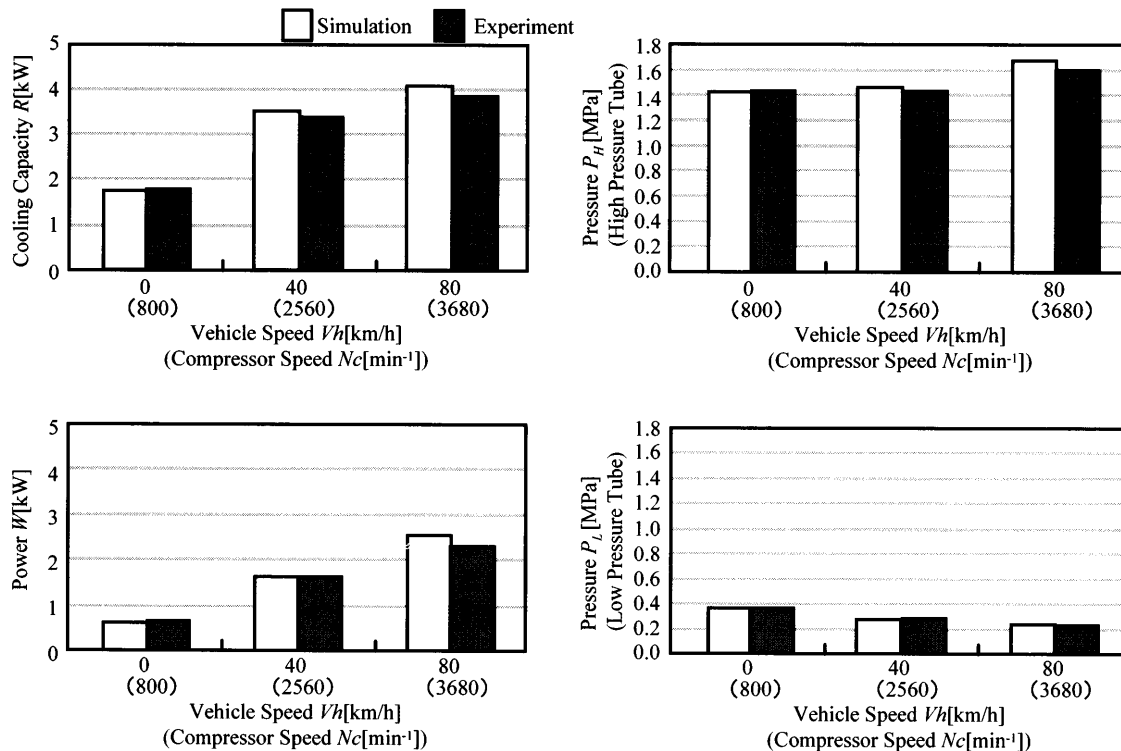 Simulation Experiment
Cooling Capacity R[kW]
5
4
3
2
1
0
0 40 80
(800) (2560) (3680)
Vehicle Speed Vh[km/h]
(Compressor Speed Nc[min-1])
Pressure PH [MPa]
(High Pressure Tube)
1.8
1.6
1.4
1.2
1.0
0.8
0.6
0.4
0.2
0.0
0 40 80
(800) (2560) (3680)
Vehicle Speed Vh[km/h]
(Compressor Speed Nc[min-1])
Power W[kW]
5
4
3
2
1
0
0 40 80
(800) (2560) (3680)
Vehicle Speed Vh[km/h]
(Compressor Speed Nc[min-1])
Pressure PL [MPa]
(Low Pressure Tube)
1.8
1.6
1.4
1.2
1.0
0.8
0.6
0.4
0.2
0.0
0 40 80
(800) (2560) (3680)
Vehicle Speed Vh[km/h]
(Compressor Speed Nc[min-1])